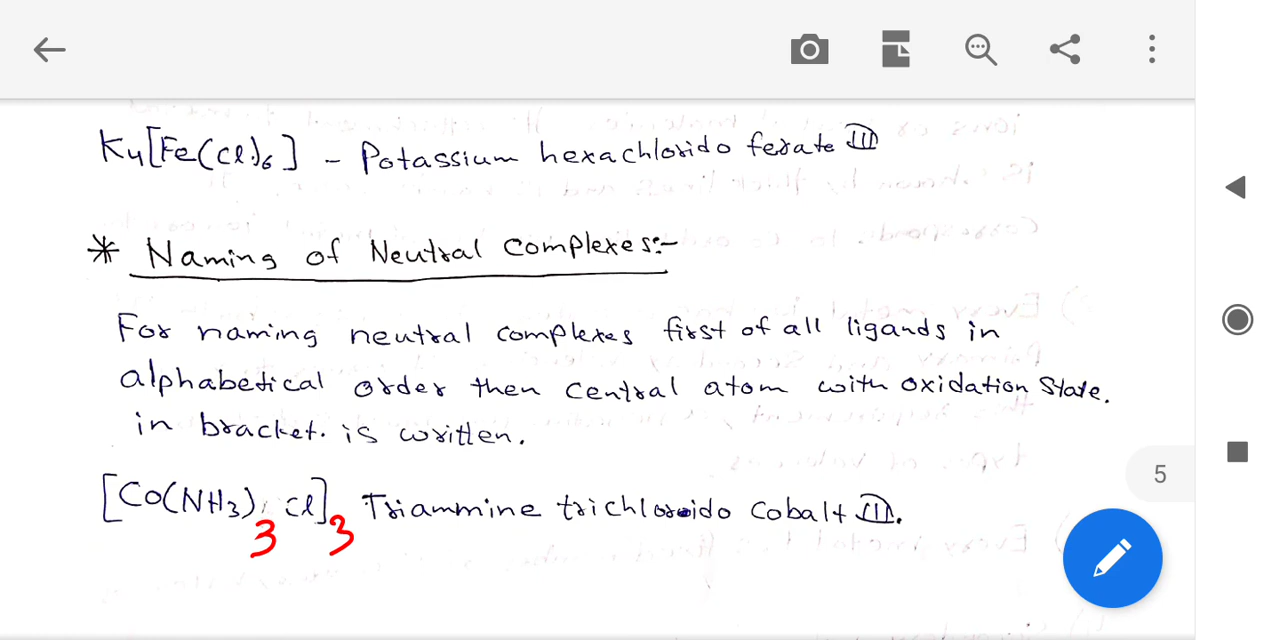 K4[Fe(Cl)6] - Potassium hexachlorido ferate III
* Naming of Neutral Complexes:-
For naming neutral complexes first of all ligands in
alphabetical order then central atom with oxidation State.
in bracket. is written.
[Co(NH3)3 Cl]3 Triammine trichlorido Cobalt III.
5